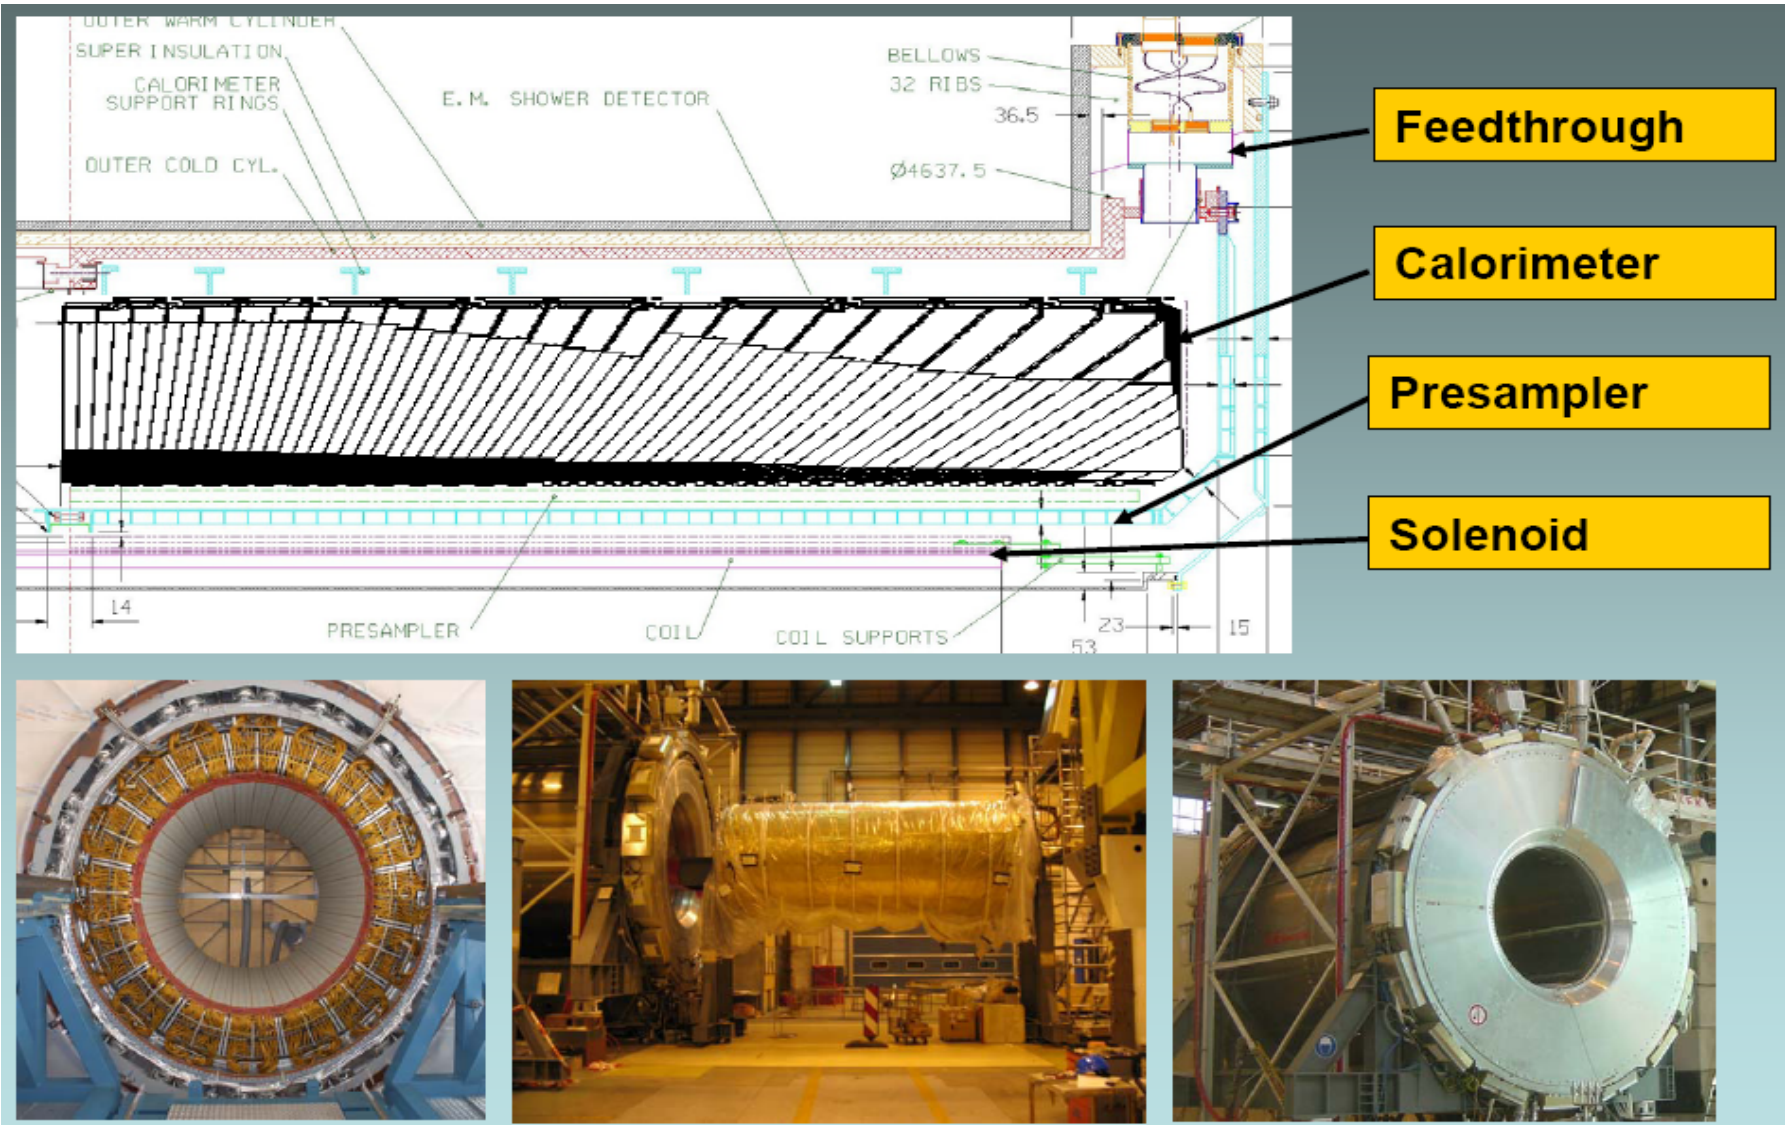 OUTER WARM CYLINDER
SUPER INSULATION
CALORIMETER
SUPPORT RINGS
E.M. SHOWER DETECTOR
OUTER COLD CYL.
BELLOWS
32 RIBS
36.5
Ø4637.5
Feedthrough
Calorimeter
Presampler
Solenoid
14
PRESAMPLER
COIL
COIL SUPPORTS
23
15
53